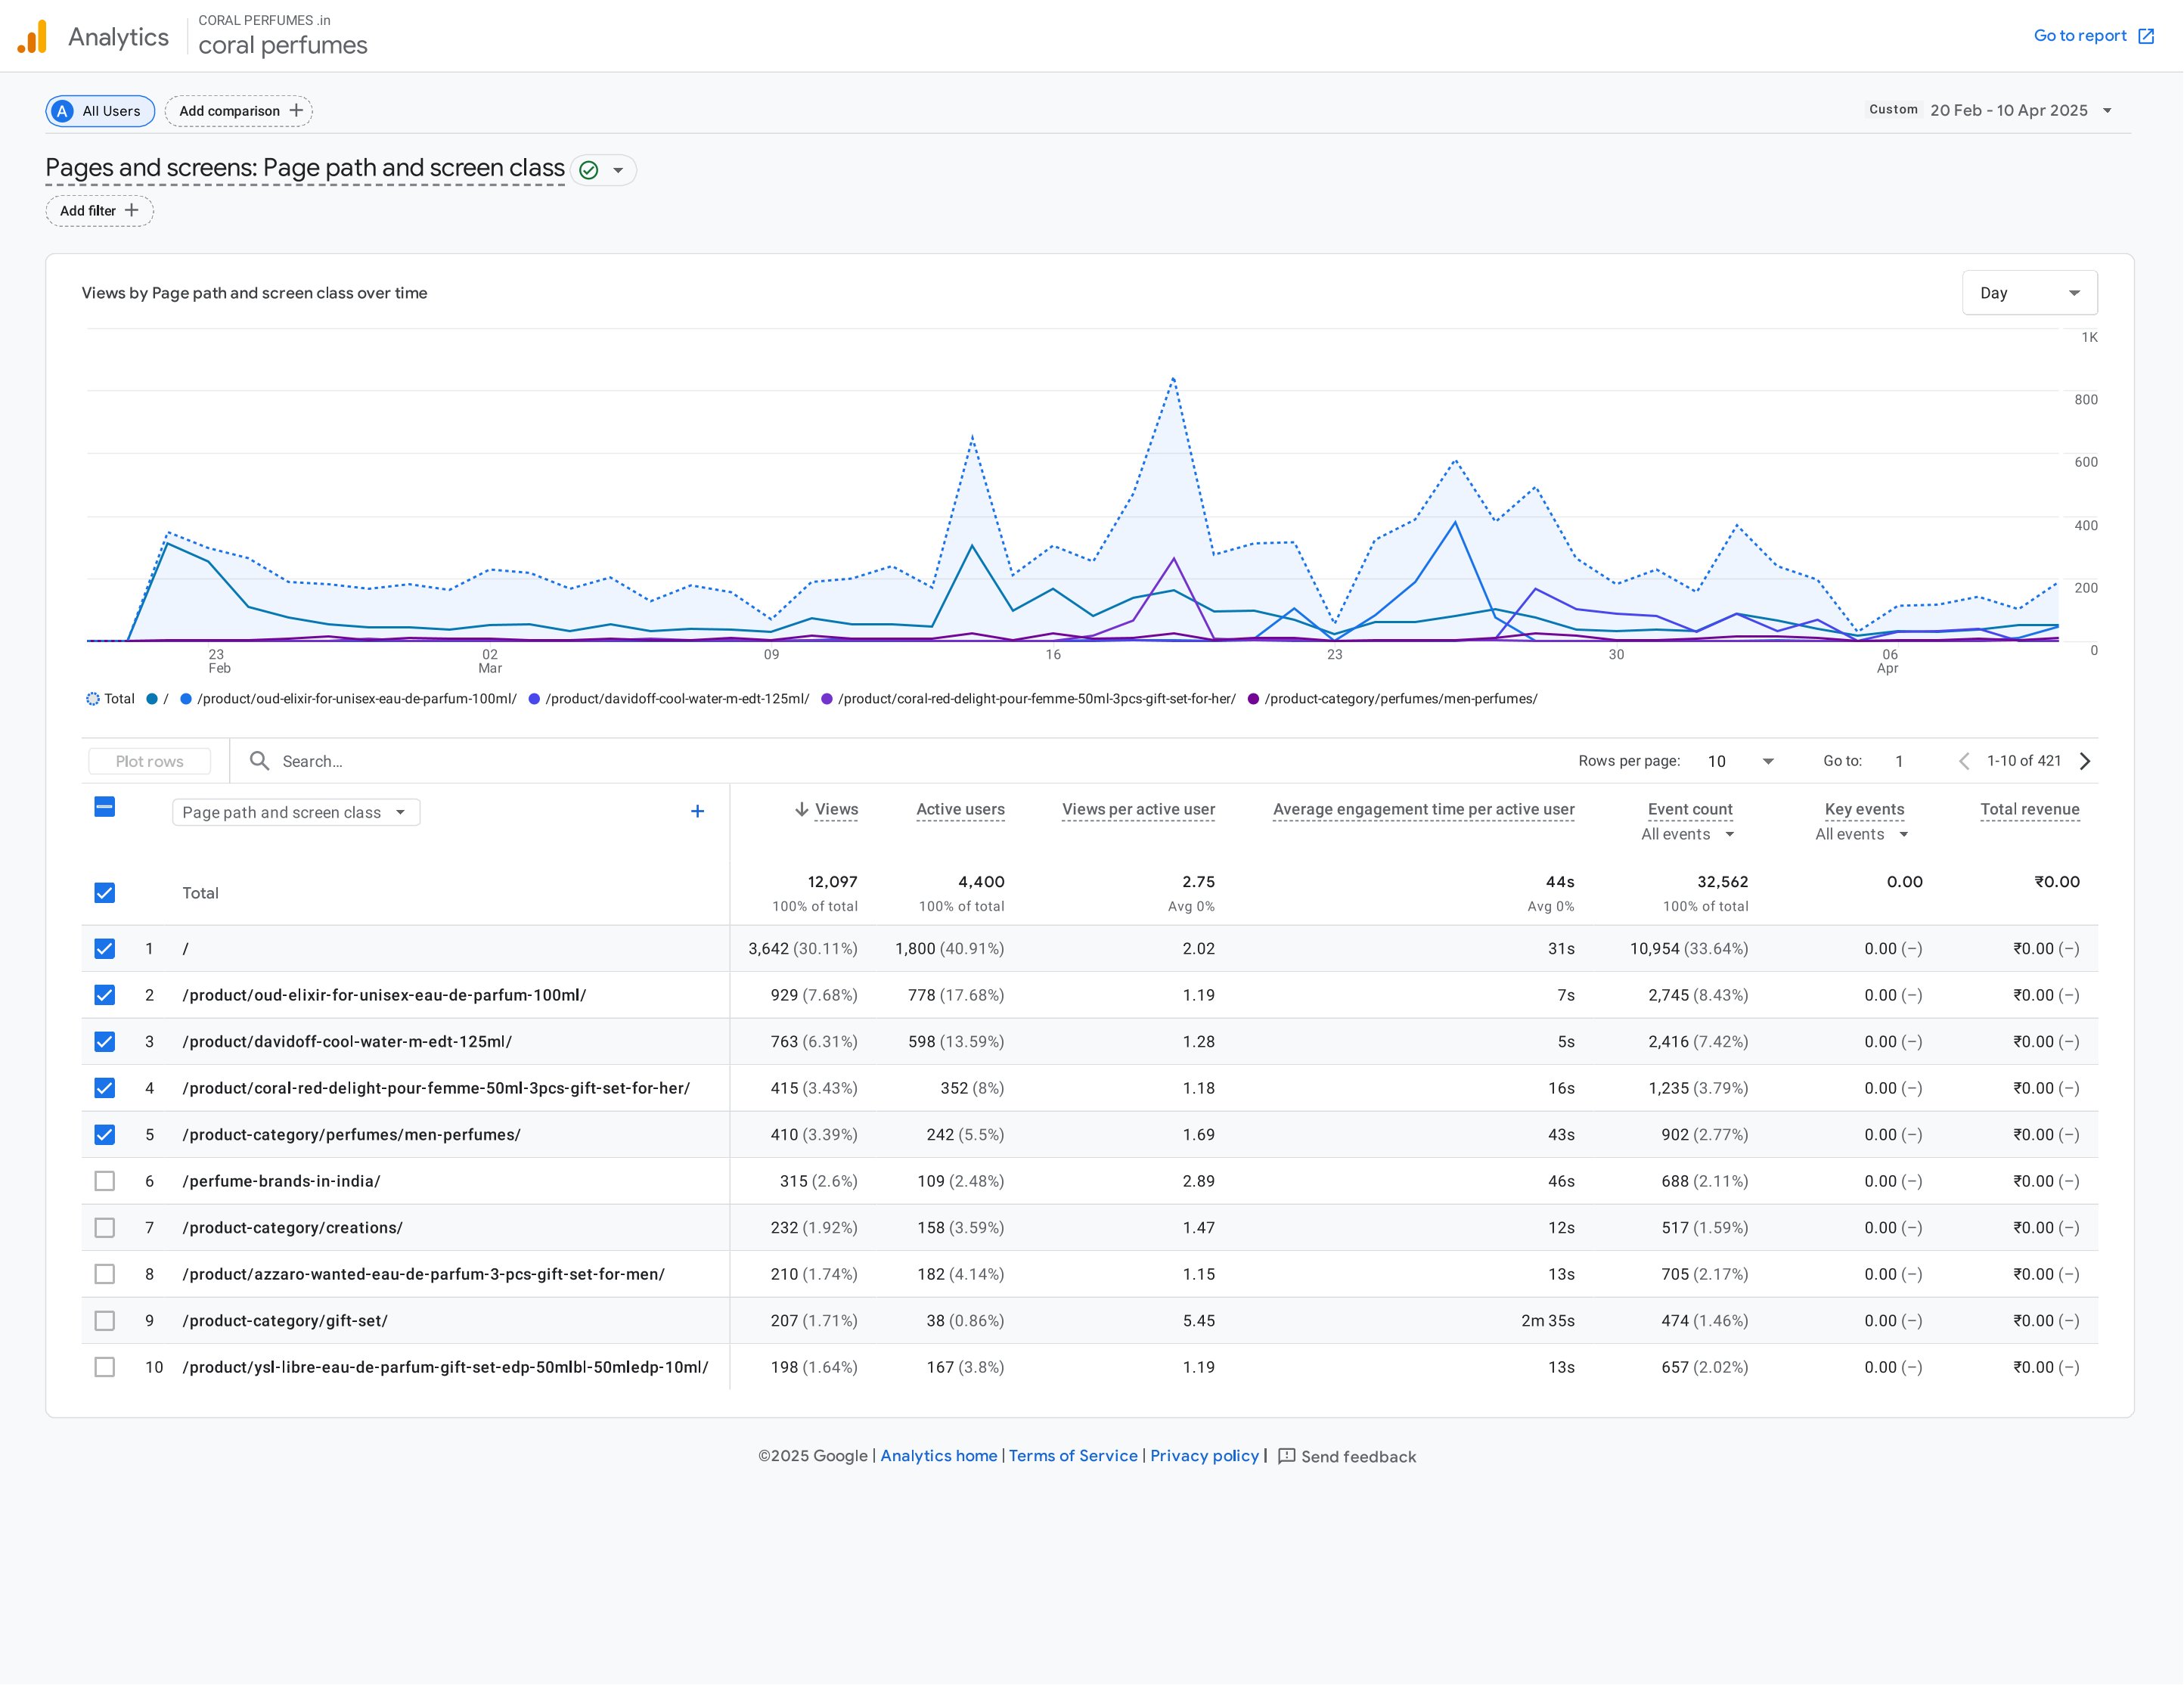 Analytics
CORAL PERFUMES .in
coral perfumes
Go to report
A All Users
Add comparison +
Custom 20 Feb - 10 Apr 2025
Pages and screens: Page path and screen class
Add filter +
Views by Page path and screen class over time
Day
1K
800
600
400
200
0
23 Feb
02 Mar
09
16
23
30
06 Apr
Total / /product/oud-elixir-for-unisex-eau-de-parfum-100ml/ /product/davidoff-cool-water-m-edt-125ml/ /product/coral-red-delight-pour-femme-50ml-3pcs-gift-set-for-her/ /product-category/perfumes/men-perfumes/
Plot rows
Search…
Rows per page: 10 Go to: 1 1-10 of 421
Page path and screen class +
Views Active users Views per active user Average engagement time per active user Event count Key events Total revenue
All events All events
Total 12,097 4,400 2.75 44s 32,562 0.00 ₹0.00
100% of total 100% of total Avg 0% Avg 0% 100% of total
1 / 3,642 (30.11%) 1,800 (40.91%) 2.02 31s 10,954 (33.64%) 0.00 (–) ₹0.00 (–)
2 /product/oud-elixir-for-unisex-eau-de-parfum-100ml/ 929 (7.68%) 778 (17.68%) 1.19 7s 2,745 (8.43%) 0.00 (–) ₹0.00 (–)
3 /product/davidoff-cool-water-m-edt-125ml/ 763 (6.31%) 598 (13.59%) 1.28 5s 2,416 (7.42%) 0.00 (–) ₹0.00 (–)
4 /product/coral-red-delight-pour-femme-50ml-3pcs-gift-set-for-her/ 415 (3.43%) 352 (8%) 1.18 16s 1,235 (3.79%) 0.00 (–) ₹0.00 (–)
5 /product-category/perfumes/men-perfumes/ 410 (3.39%) 242 (5.5%) 1.69 43s 902 (2.77%) 0.00 (–) ₹0.00 (–)
6 /perfume-brands-in-india/ 315 (2.6%) 109 (2.48%) 2.89 46s 688 (2.11%) 0.00 (–) ₹0.00 (–)
7 /product-category/creations/ 232 (1.92%) 158 (3.59%) 1.47 12s 517 (1.59%) 0.00 (–) ₹0.00 (–)
8 /product/azzaro-wanted-eau-de-parfum-3-pcs-gift-set-for-men/ 210 (1.74%) 182 (4.14%) 1.15 13s 705 (2.17%) 0.00 (–) ₹0.00 (–)
9 /product-category/gift-set/ 207 (1.71%) 38 (0.86%) 5.45 2m 35s 474 (1.46%) 0.00 (–) ₹0.00 (–)
10 /product/ysl-libre-eau-de-parfum-gift-set-edp-50mlbl-50mledp-10ml/ 198 (1.64%) 167 (3.8%) 1.19 13s 657 (2.02%) 0.00 (–) ₹0.00 (–)
©2025 Google | Analytics home | Terms of Service | Privacy policy | Send feedback